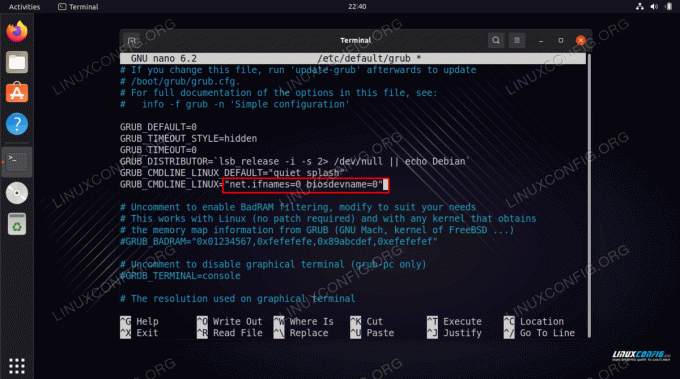 Activities Terminal 22:40
Terminal
GNU nano 6.2 /etc/default/grub *
# If you change this file, run 'update-grub' afterwards to update
# /boot/grub/grub.cfg.
# For full documentation of the options in this file, see:
#   info -f grub -n 'Simple configuration'
GRUB_DEFAULT=0
GRUB_TIMEOUT_STYLE=hidden
GRUB_TIMEOUT=0
GRUB_DISTRIBUTOR=`lsb_release -i -s 2> /dev/null || echo Debian`
GRUB_CMDLINE_LINUX_DEFAULT="quiet splash"
GRUB_CMDLINE_LINUX="net.ifnames=0 biosdevname=0"
# Uncomment to enable BadRAM filtering, modify to suit your needs
# This works with Linux (no patch required) and with any kernel that obtains
# the memory map information from GRUB (GNU Mach, kernel of FreeBSD ...)
#GRUB_BADRAM="0x01234567,0xfefefefe,0x89abcdef,0xefefefef"
# Uncomment to disable graphical terminal (grub-pc only)
#GRUB_TERMINAL=console
# The resolution used on graphical terminal
^G Help ^O Write Out ^W Where Is ^K Cut ^T Execute ^C Location
^X Exit ^R Read File ^\ Replace ^U Paste ^J Justify ^/ Go To Line
LINUXCONFIG.ORG
LINUXCONFIG